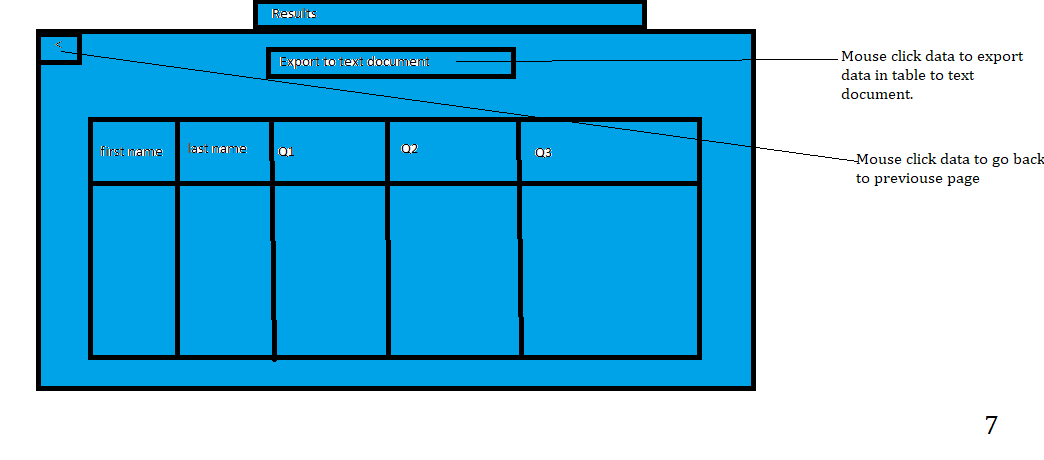 Results
<
Export to text document
Mouse click data to export
data in table to text
document.
first name last name Q1 Q2 Q3
Mouse click data to go back
to previouse page
7